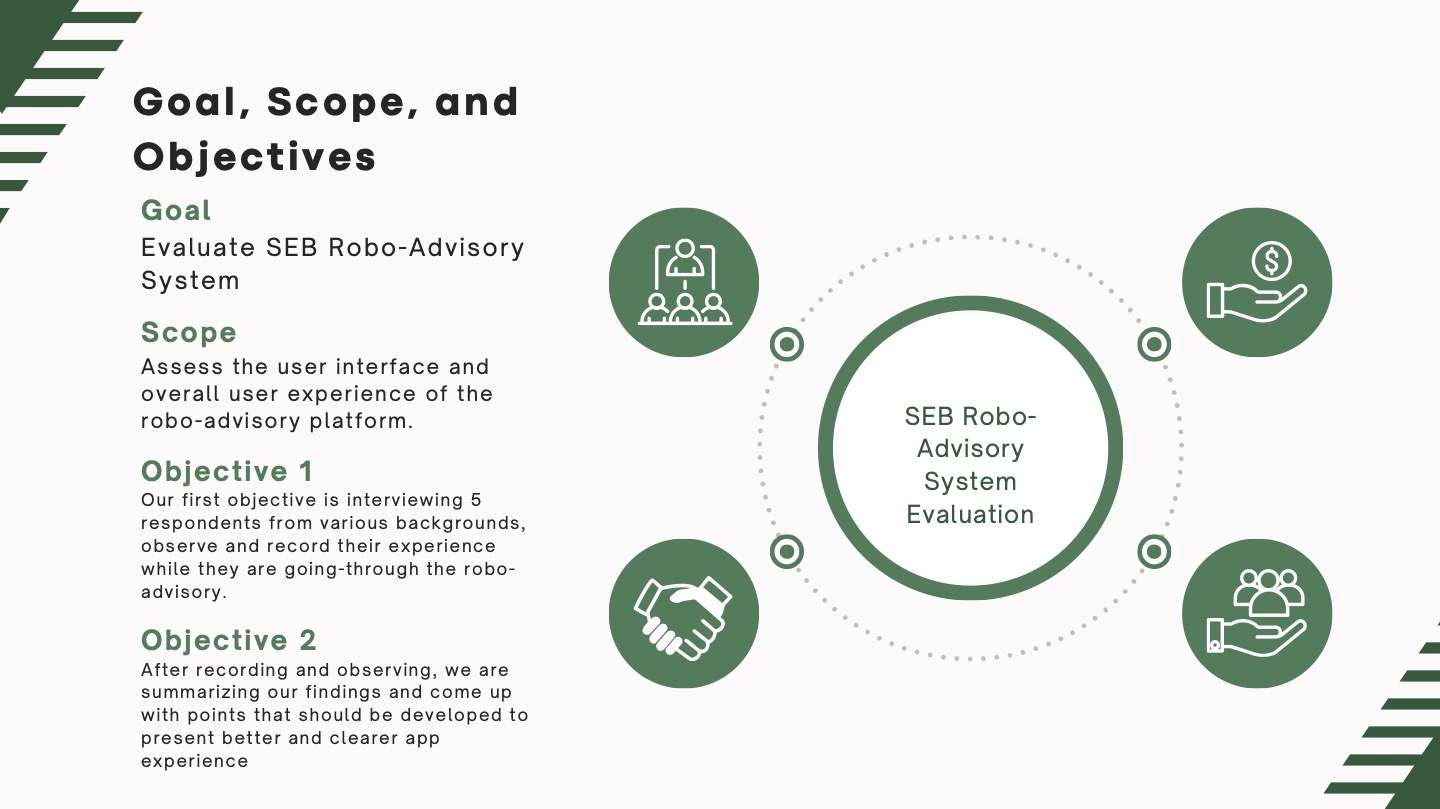 Goal, Scope, and
Objectives
Goal
Evaluate SEB Robo-Advisory
System
Scope
Assess the user interface and
overall user experience of the
robo-advisory platform.
Objective 1
Our first objective is interviewing 5
respondents from various backgrounds,
observe and record their experience
while they are going-through the robo-
advisory.
Objective 2
After recording and observing, we are
summarizing our findings and come up
with points that should be developed to
present better and clearer app
experience
$
SEB Robo-
Advisory
System
Evaluation